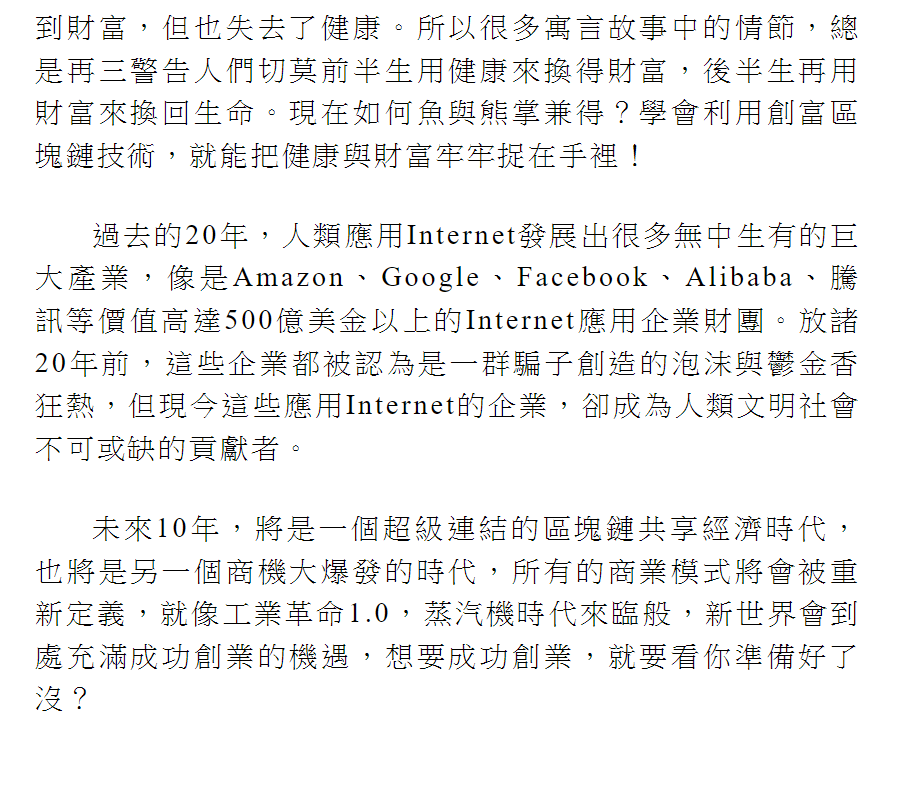 到財富，但也失去了健康。所以很多寓言故事中的情節，總
是再三警告人們切莫前半生用健康來換得財富，後半生再用
財富來換回生命。現在如何魚與熊掌兼得？學會利用創富區
塊鏈技術，就能把健康與財富牢牢捉在手裡！
過去的20年，人類應用Internet發展出很多無中生有的巨
大產業，像是Amazon、Google、Facebook、Alibaba、騰
訊等價值高達500億美金以上的Internet應用企業財團。放諸
20年前，這些企業都被認為是一群騙子創造的泡沫與鬱金香
狂熱，但現今這些應用Internet的企業，卻成為人類文明社會
不可或缺的貢獻者。
未來10年，將是一個超級連結的區塊鏈共享經濟時代，
也將是另一個商機大爆發的時代，所有的商業模式將會被重
新定義，就像工業革命1.0，蒸汽機時代來臨般，新世界會到
處充滿成功創業的機遇，想要成功創業，就要看你準備好了
沒？